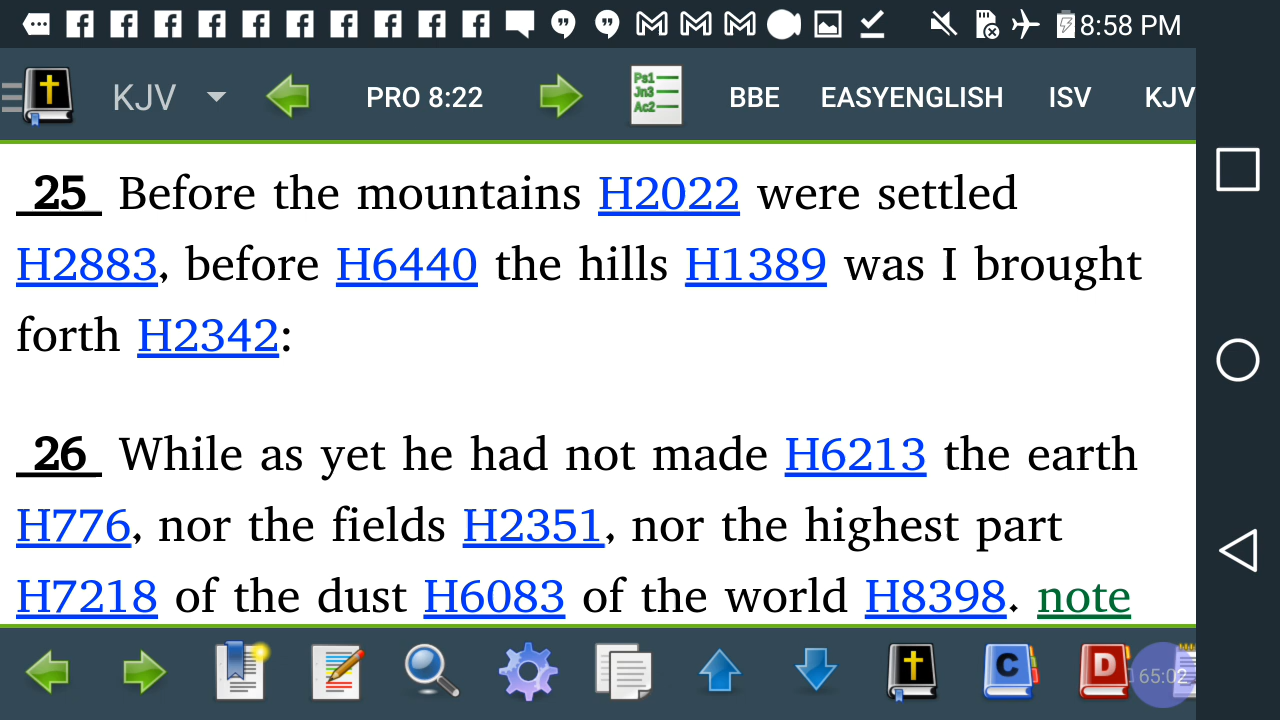 8:58 PM
KJV PRO 8:22 Ps1 Jn3 Ac2 BBE EASYENGLISH ISV KJV
25 Before the mountains H2022 were settled
H2883, before H6440 the hills H1389 was I brought
forth H2342:
26 While as yet he had not made H6213 the earth
H776, nor the fields H2351, nor the highest part
H7218 of the dust H6083 of the world H8398. note
C D 65:02